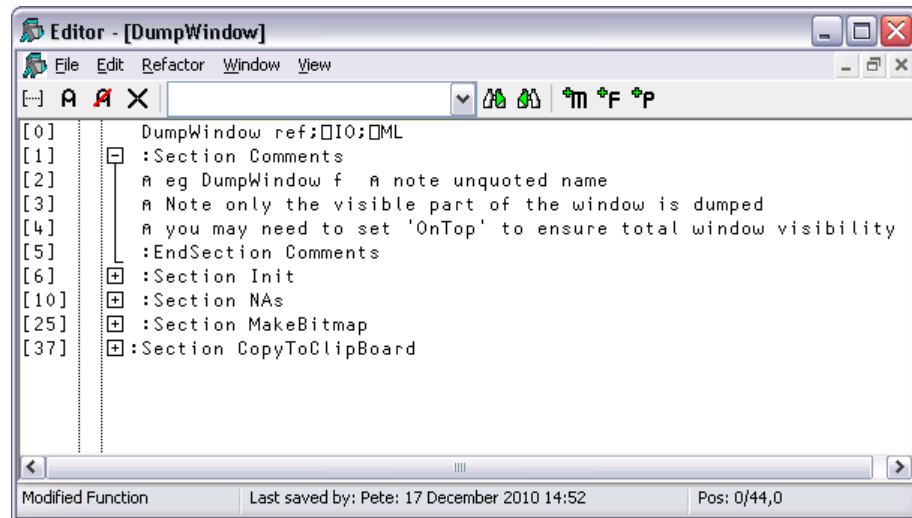 Editor - [DumpWindow]
File Edit Refactor Window View
[···] ⍝ ⍝ X ⁺m ⁺F ⁺P
[0] DumpWindow ref;⎕IO;⎕ML
[1] :Section Comments
[2] ⍝ eg DumpWindow f ⍝ note unquoted name
[3] ⍝ Note only the visible part of the window is dumped
[4] ⍝ you may need to set 'OnTop' to ensure total window visibility
[5] :EndSection Comments
[6] :Section Init
[10] :Section NAs
[25] :Section MakeBitmap
[37] :Section CopyToClipBoard
Modified Function Last saved by: Pete: 17 December 2010 14:52 Pos: 0/44,0